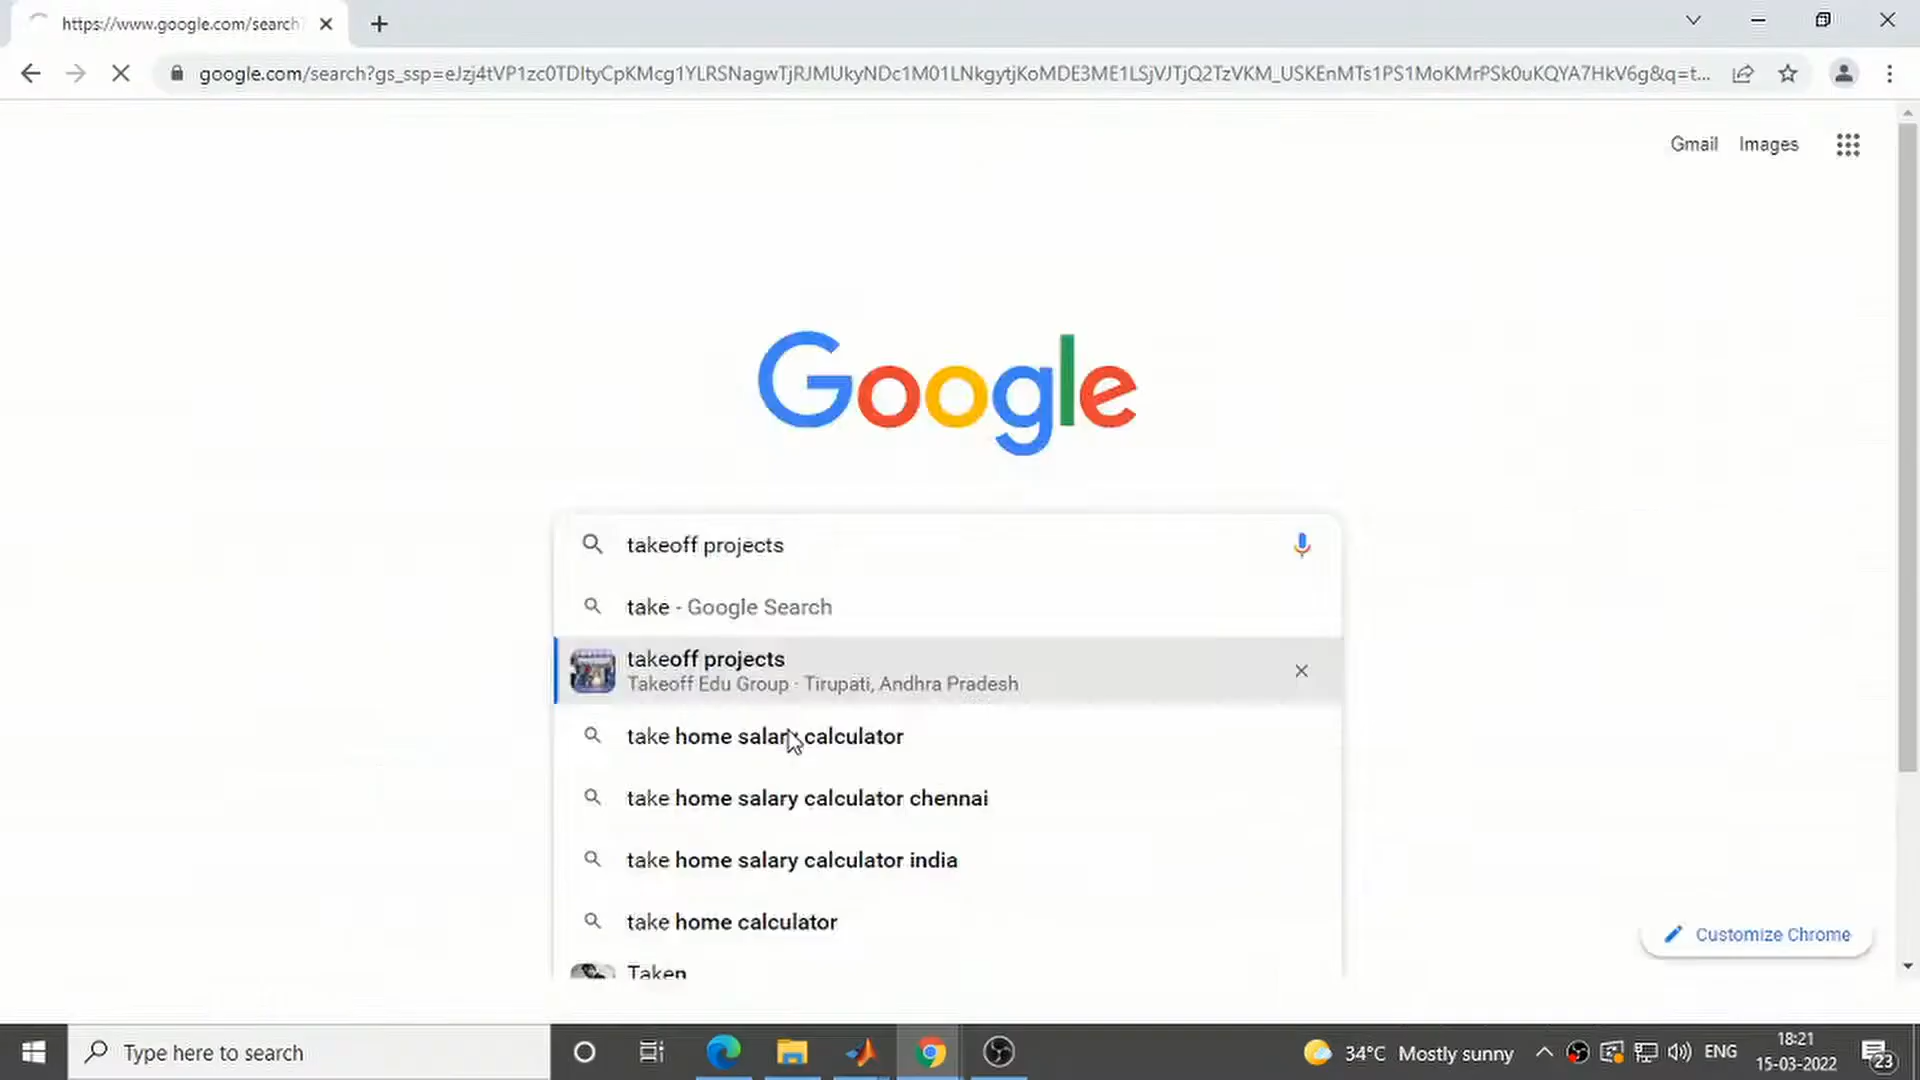 https://www.google.com/search
google.com/search?gs_ssp=eJzj4tVP1zc0TDItyCpKMcg1YLRSNagwTjRJMUkyNDc1M01LNkgytjKoMDE3ME1LSjVJTjQ2TzVKM_USKEnMTs1PS1MoKMrPSk0uKQYA7HkV6g&q=t...
Gmail Images
Google
takeoff projects
take - Google Search
takeoff projects
Takeoff Edu Group · Tirupati, Andhra Pradesh
take home salary calculator
take home salary calculator chennai
take home salary calculator india
take home calculator
Taken
Customize Chrome
Type here to search
34°C Mostly sunny
ENG
18:21
15-03-2022
23